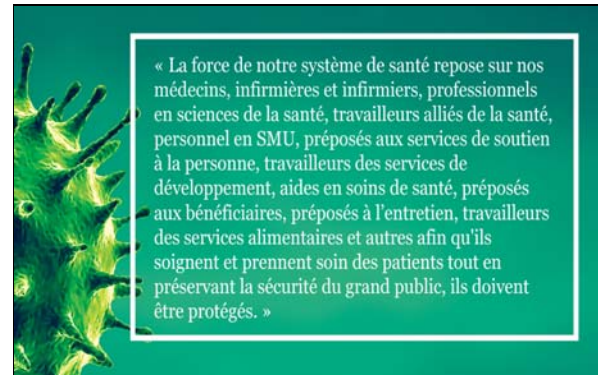 « La force de notre système de santé repose sur nos
médecins, infirmières et infirmiers, professionnels
en sciences de la santé, travailleurs alliés de la santé,
personnel en SMU, préposés aux services de soutien
à la personne, travailleurs des services de
développement, aides en soins de santé, préposés
aux bénéficiaires, préposés à l'entretien, travailleurs
des services alimentaires et autres afin qu'ils
soignent et prennent soin des patients tout en
préservant la sécurité du grand public, ils doivent
être protégés. »